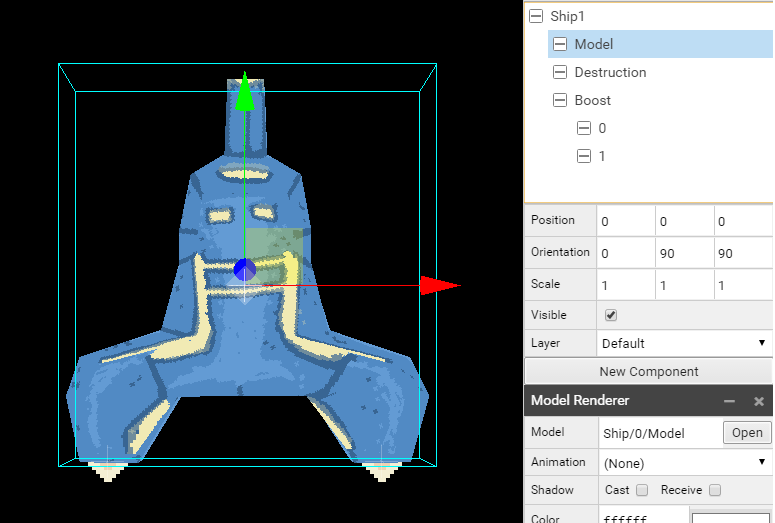 Ship1
Model
Destruction
Boost
0
1
Position 0 0 0
Orientation 0 90 90
Scale 1 1 1
Visible
Layer Default
New Component
Model Renderer
Model Ship/0/Model Open
Animation (None)
Shadow Cast Receive
Color ffffff